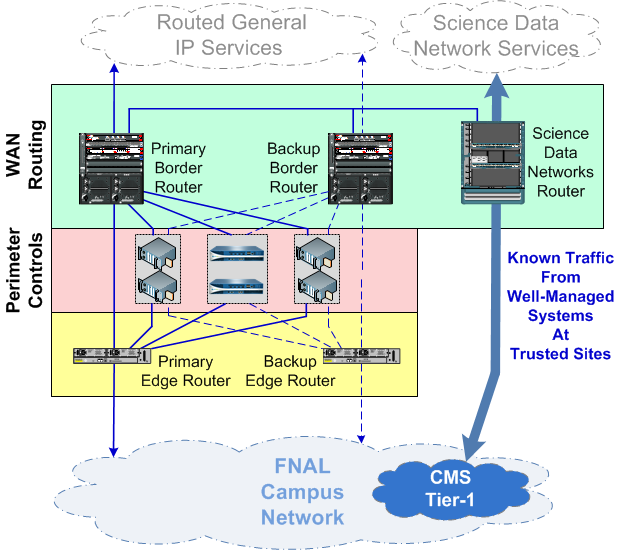 Routed General
IP Services
Science Data
Network Services
WAN
Routing
Primary
Border
Router
Backup
Border
Router
Science
Data
Networks
Router
Perimeter
Controls
Known Traffic
From
Well-Managed
Systems
At
Trusted Sites
Primary
Edge Router
Backup
Edge Router
FNAL
Campus
Network
CMS
Tier-1